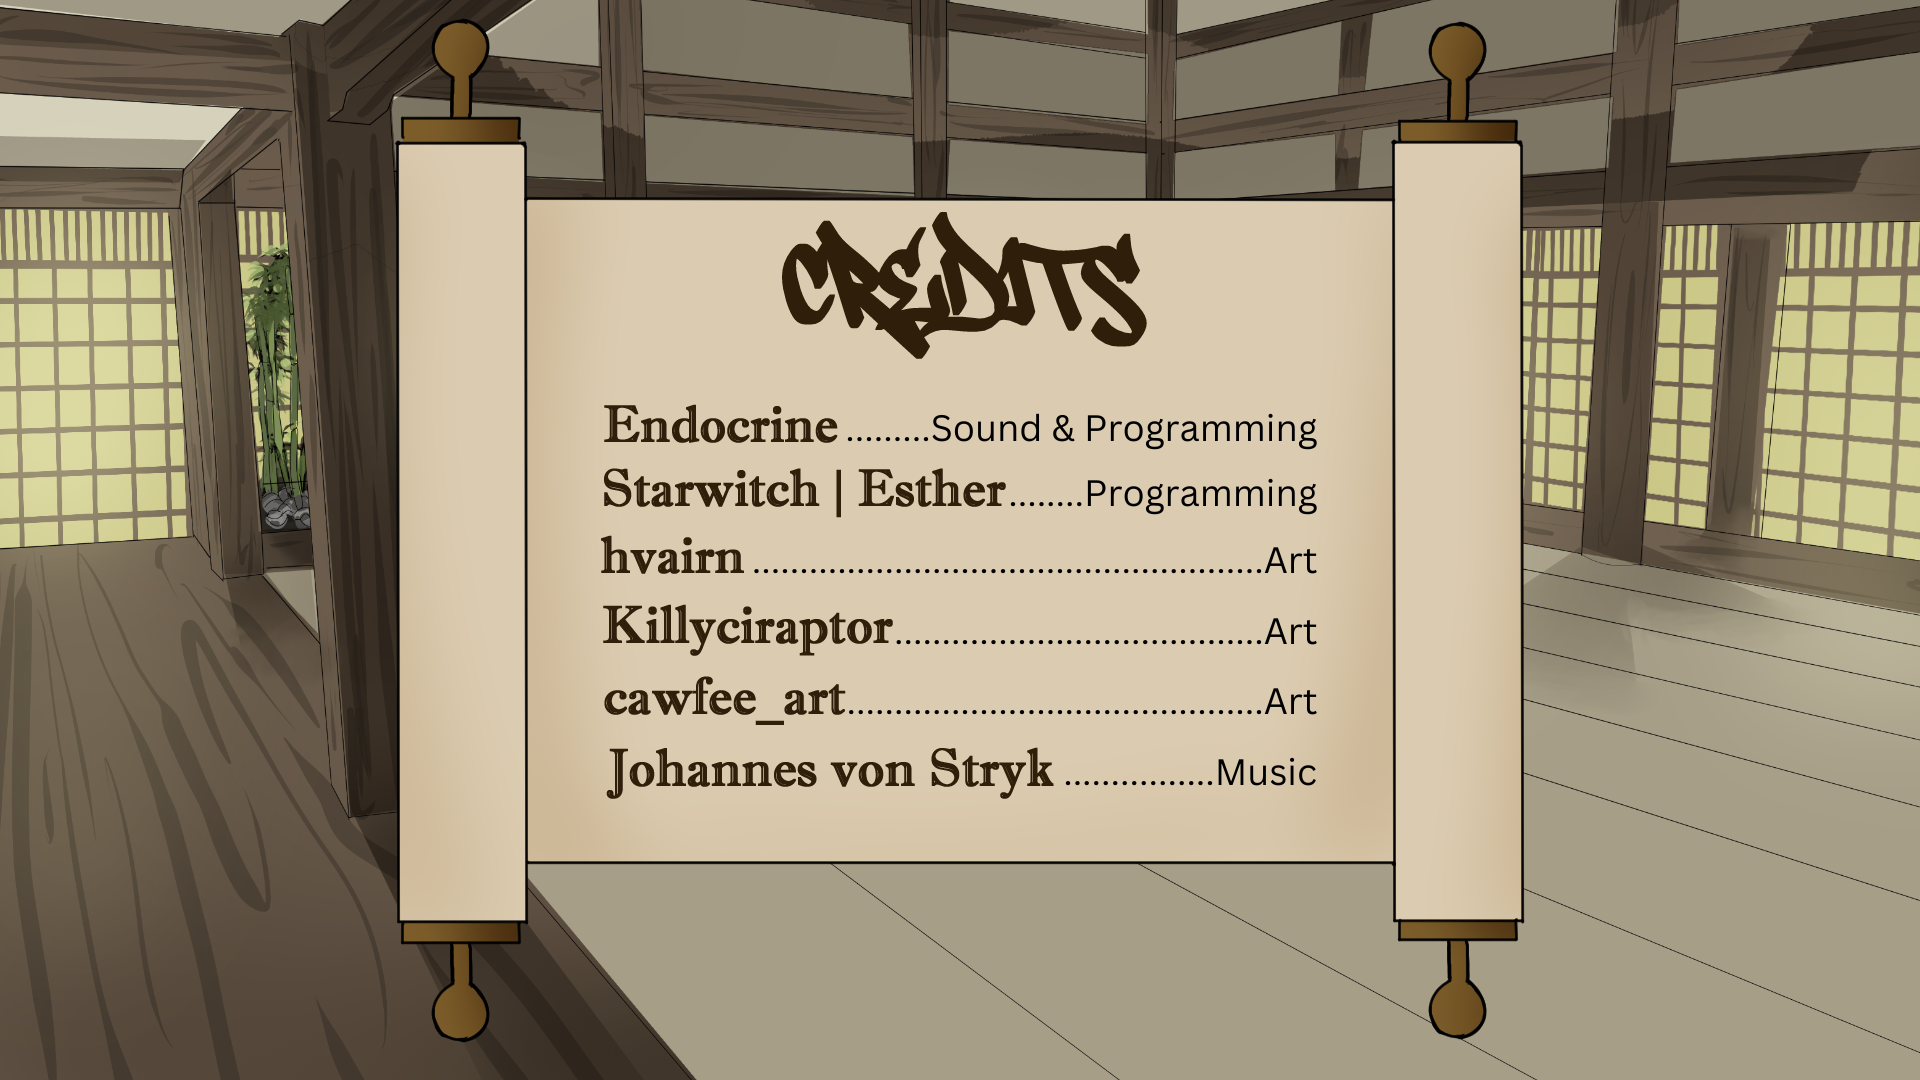 CREDITS
Endocrine .........Sound & Programming
Starwitch | Esther........Programming
hvairn ......................................................Art
Killyciraptor.......................................Art
cawfee_art............................................Art
Johannes von Stryk ................Music